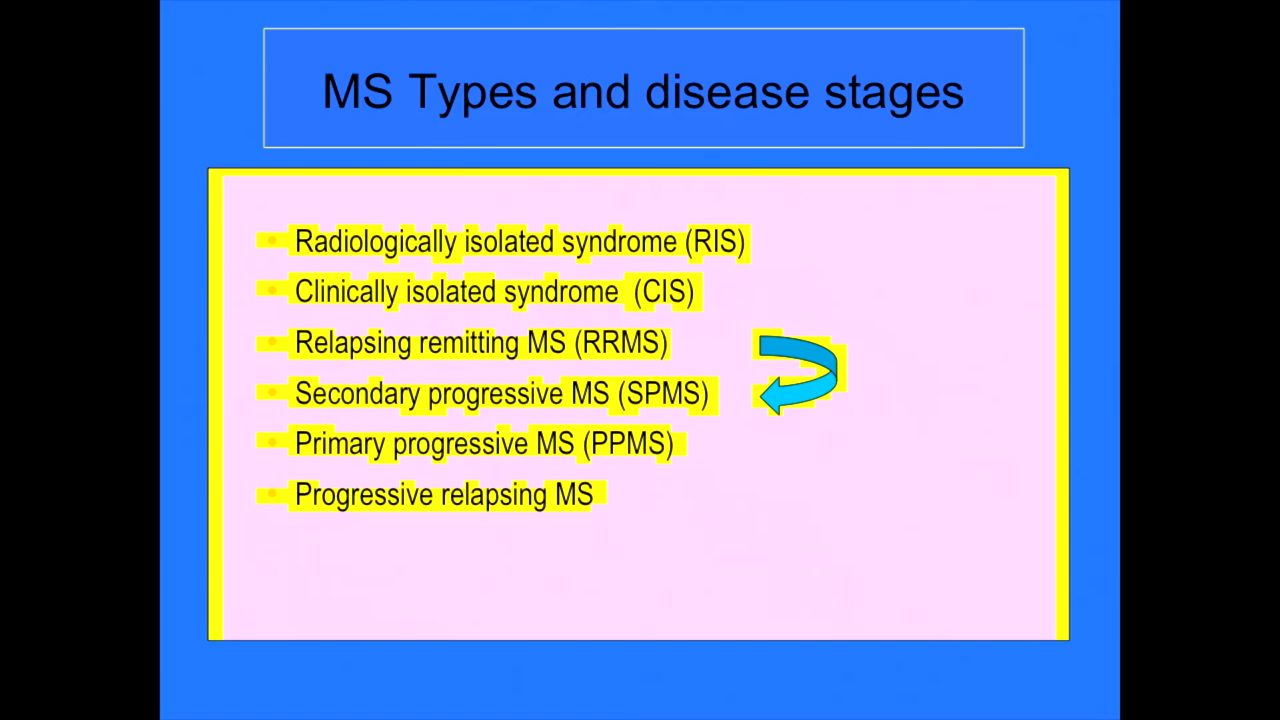 MS Types and disease stages
• Radiologically isolated syndrome (RIS)
• Clinically isolated syndrome (CIS)
• Relapsing remitting MS (RRMS)
• Secondary progressive MS (SPMS)
• Primary progressive MS (PPMS)
• Progressive relapsing MS